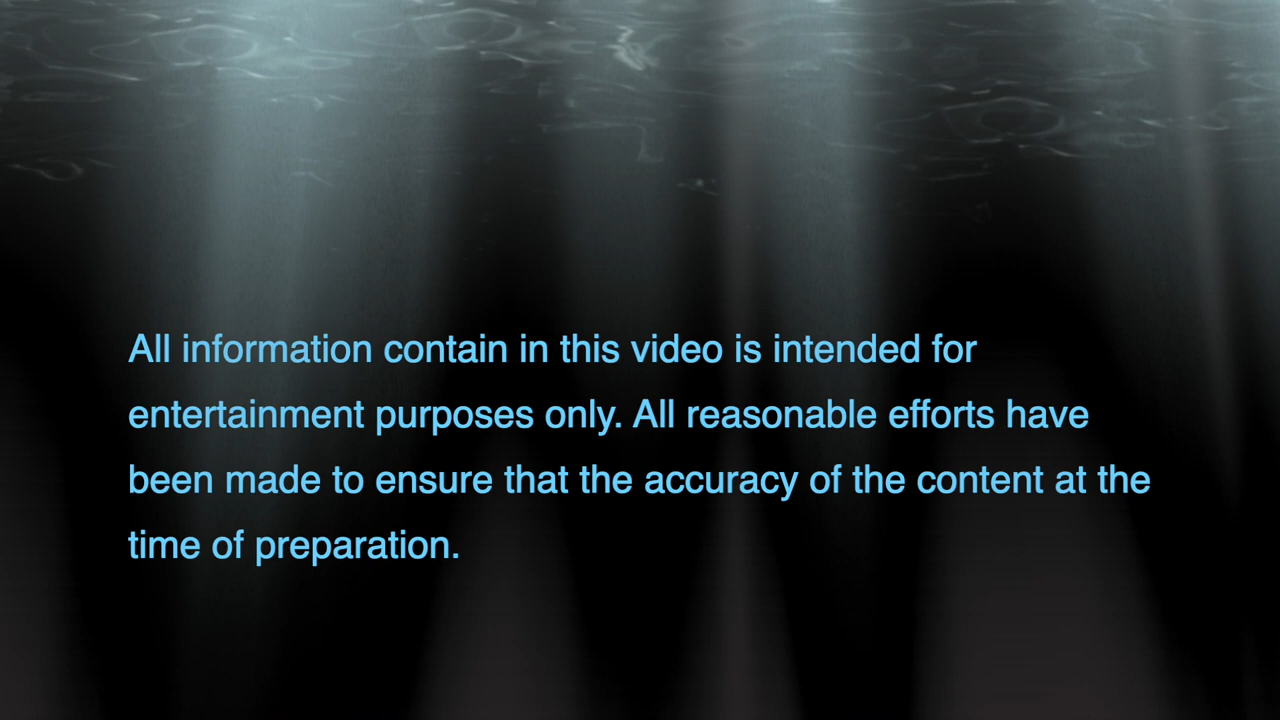 All information contain in this video is intended for
entertainment purposes only. All reasonable efforts have
been made to ensure that the accuracy of the content at the
time of preparation.